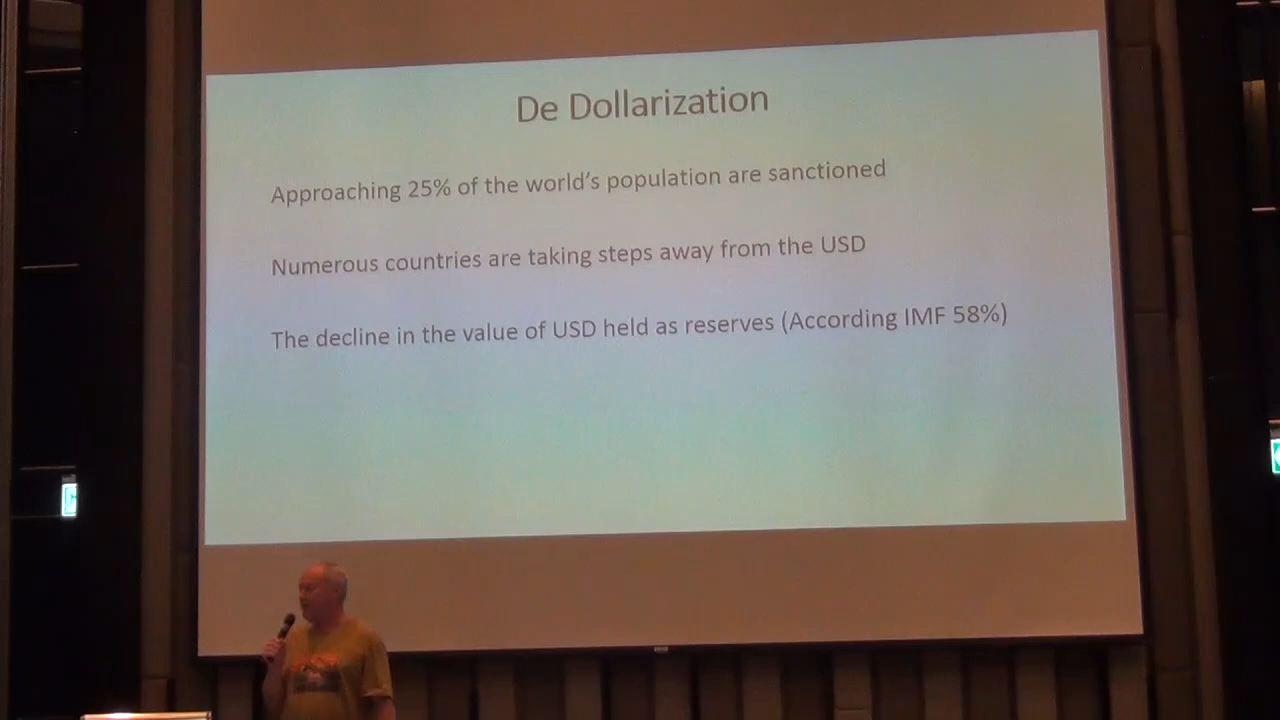 De Dollarization
Approaching 25% of the world's population are sanctioned
Numerous countries are taking steps away from the USD
The decline in the value of USD held as reserves (According IMF 58%)